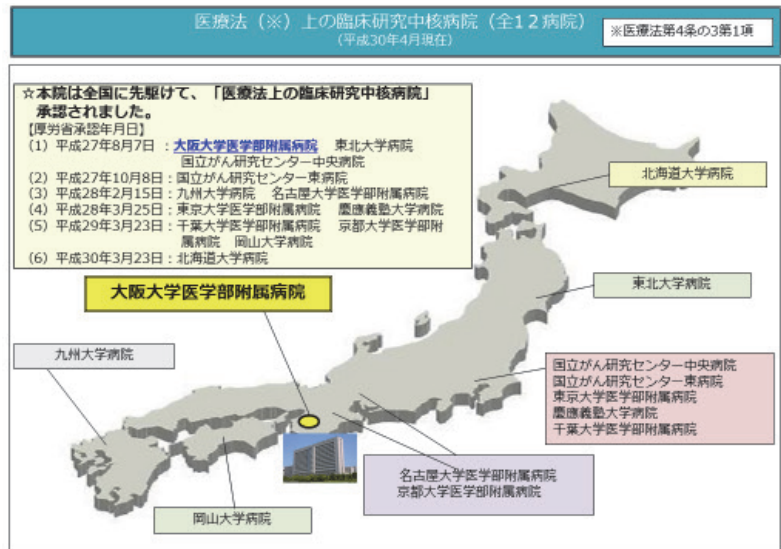 医療法（※）上の臨床研究中核病院（全１２病院）
（平成30年4月現在）
※医療法第4条の3第1項
☆本院は全国に先駆けて、「医療法上の臨床研究中核病院」
承認されました。
【厚労省承認年月日】
(1) 平成27年8月7日 ：大阪大学医学部附属病院　東北大学病院
国立がん研究センター中央病院
(2) 平成27年10月8日：国立がん研究センター東病院
(3) 平成28年2月15日：九州大学病院　名古屋大学医学部附属病院
(4) 平成28年3月25日：東京大学医学部附属病院　慶應義塾大学病院
(5) 平成29年3月23日：千葉大学医学部附属病院　京都大学医学部附
属病院　岡山大学病院
(6) 平成30年3月23日：北海道大学病院
北海道大学病院
大阪大学医学部附属病院
東北大学病院
九州大学病院
国立がん研究センター中央病院
国立がん研究センター東病院
東京大学医学部附属病院
慶應義塾大学病院
千葉大学医学部附属病院
名古屋大学医学部附属病院
京都大学医学部附属病院
岡山大学病院